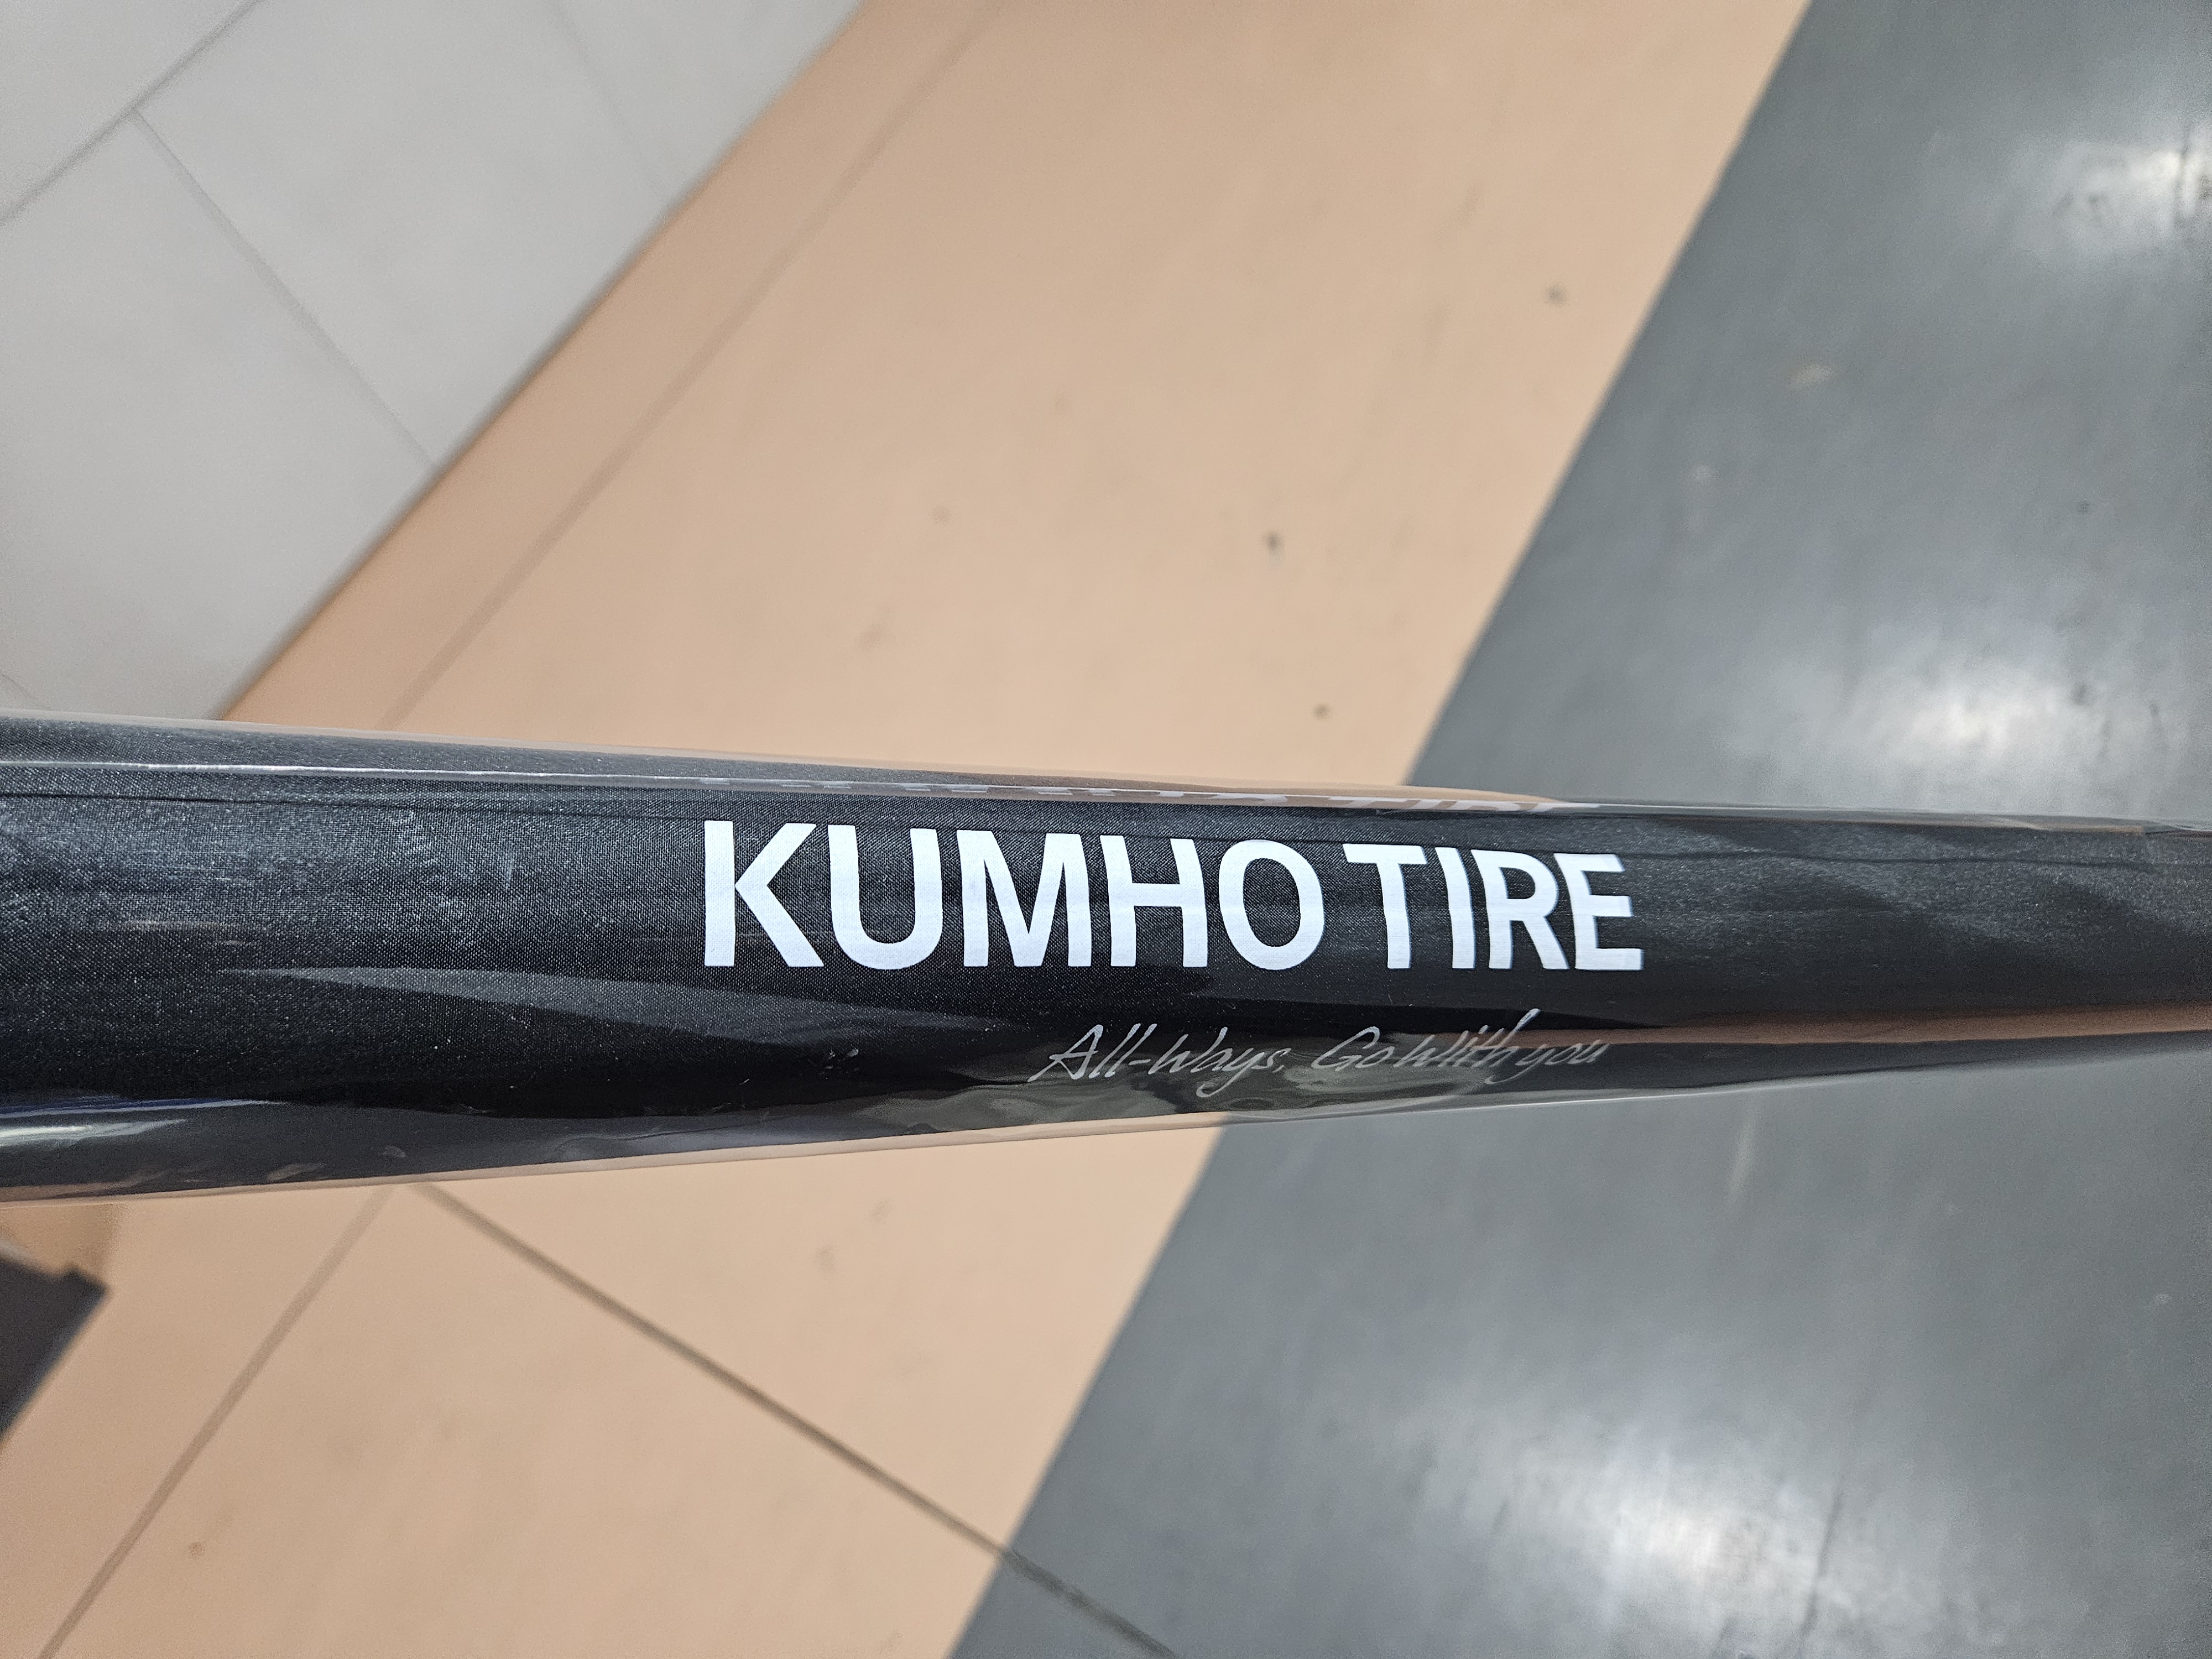 KUMHO TIRE
All-Ways, Go With you